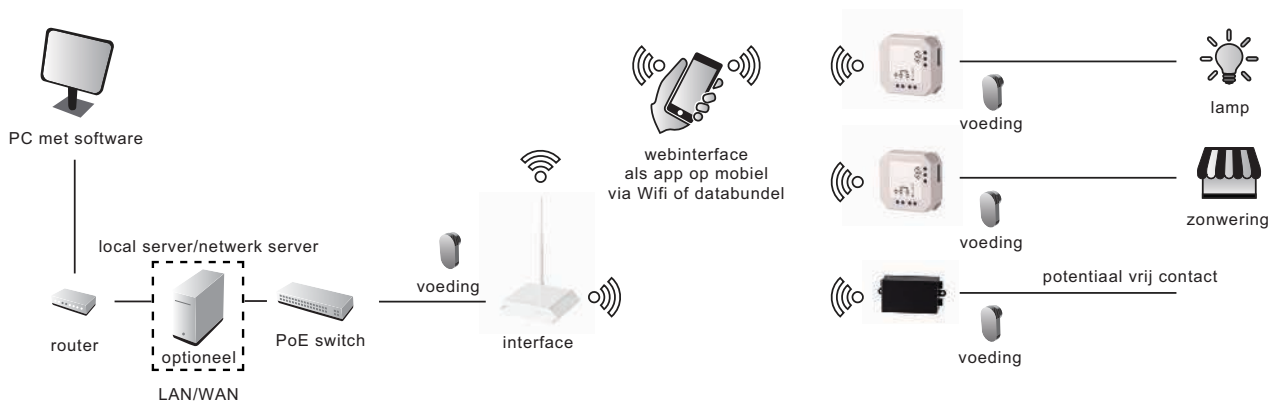 PC met software
local server/netwerk server
router
optioneel
LAN/WAN
PoE switch
voeding
interface
webinterface
als app op mobiel
via Wifi of databundel
voeding
lamp
voeding
zonwering
potentiaal vrij contact
voeding